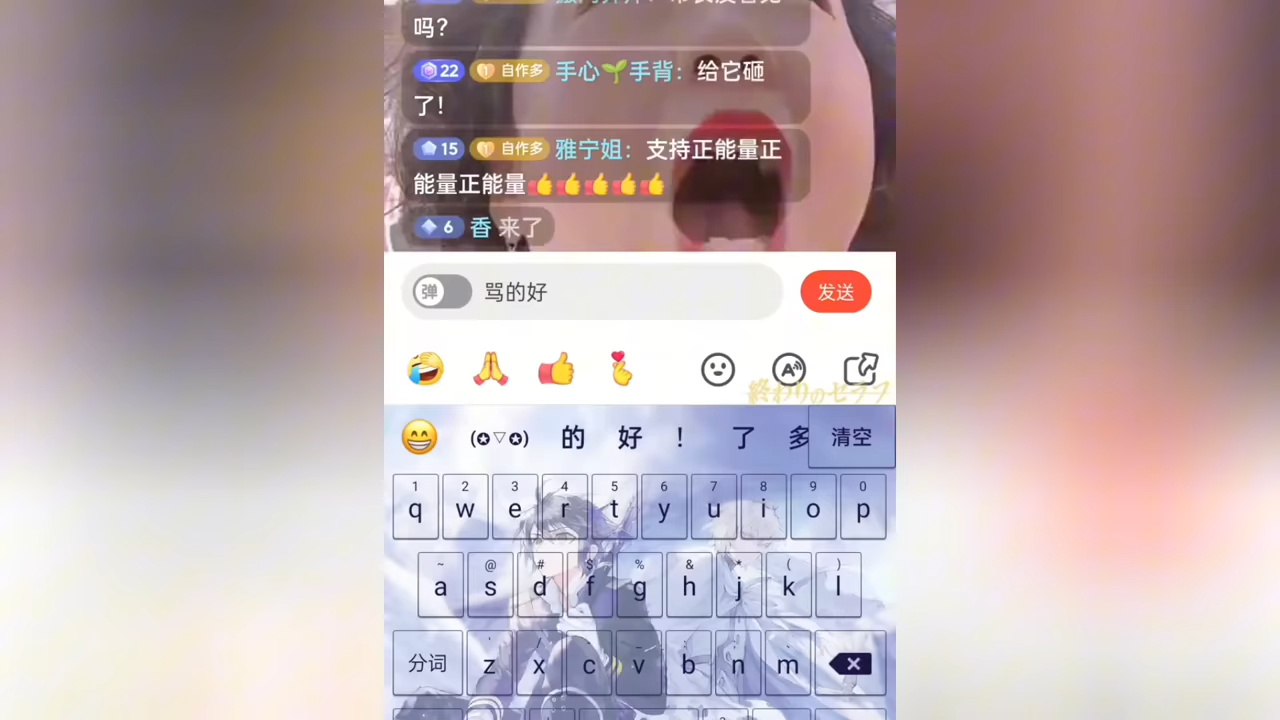 吗？
22 自作多 手心🌱手背：给它砸
了！
15 自作多 雅宁姐：支持正能量正
能量正能量👍👍👍👍👍
6 香 来了
弹 骂的好 发送
終わりのセラフ
(✪▽✪) 的 好 ！ 了 多 清空
1 2 3 4 5 6 7 8 9 0
q w e r t y u i o p
~ @ # $ % & * ( )
a s d f g h j k l
分词 z x c v b n m